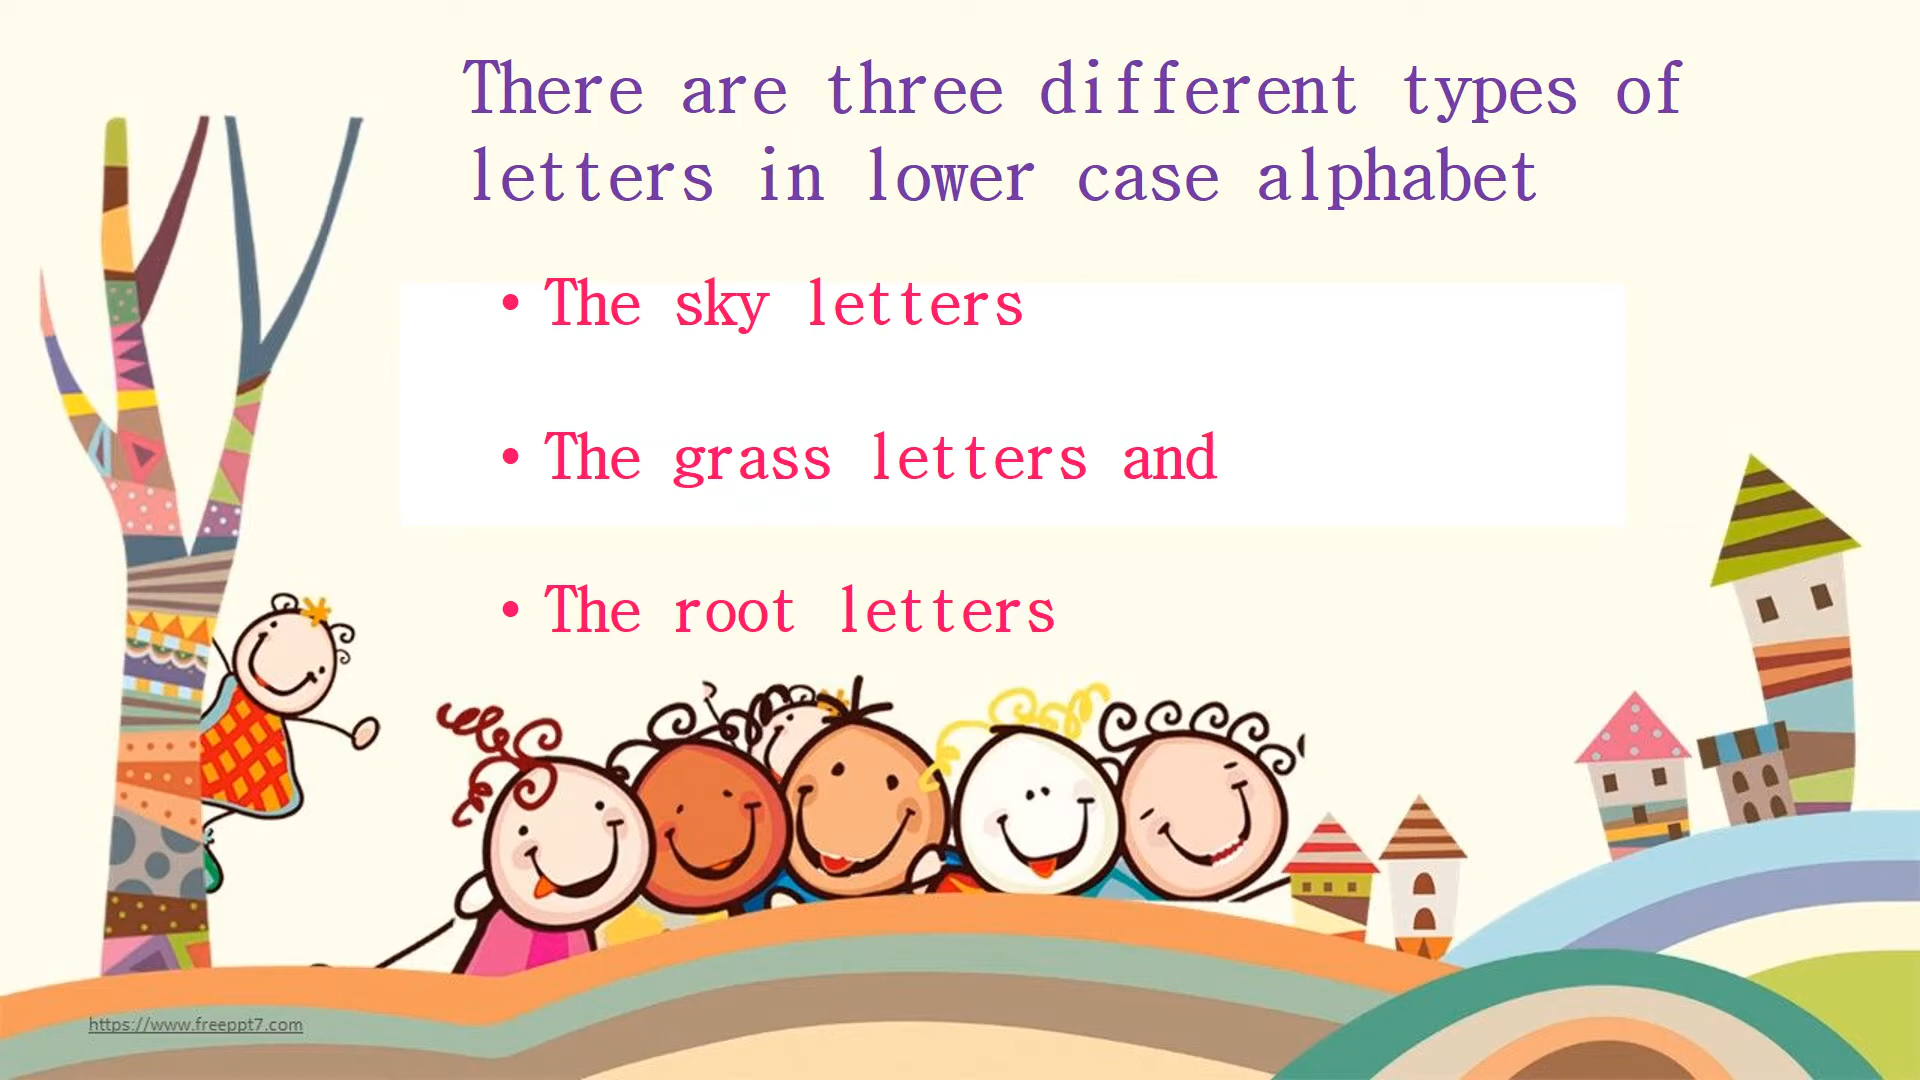 There are three different types of
letters in lower case alphabet
• The sky letters
• The grass letters and
• The root letters
https://www.freeppt7.com